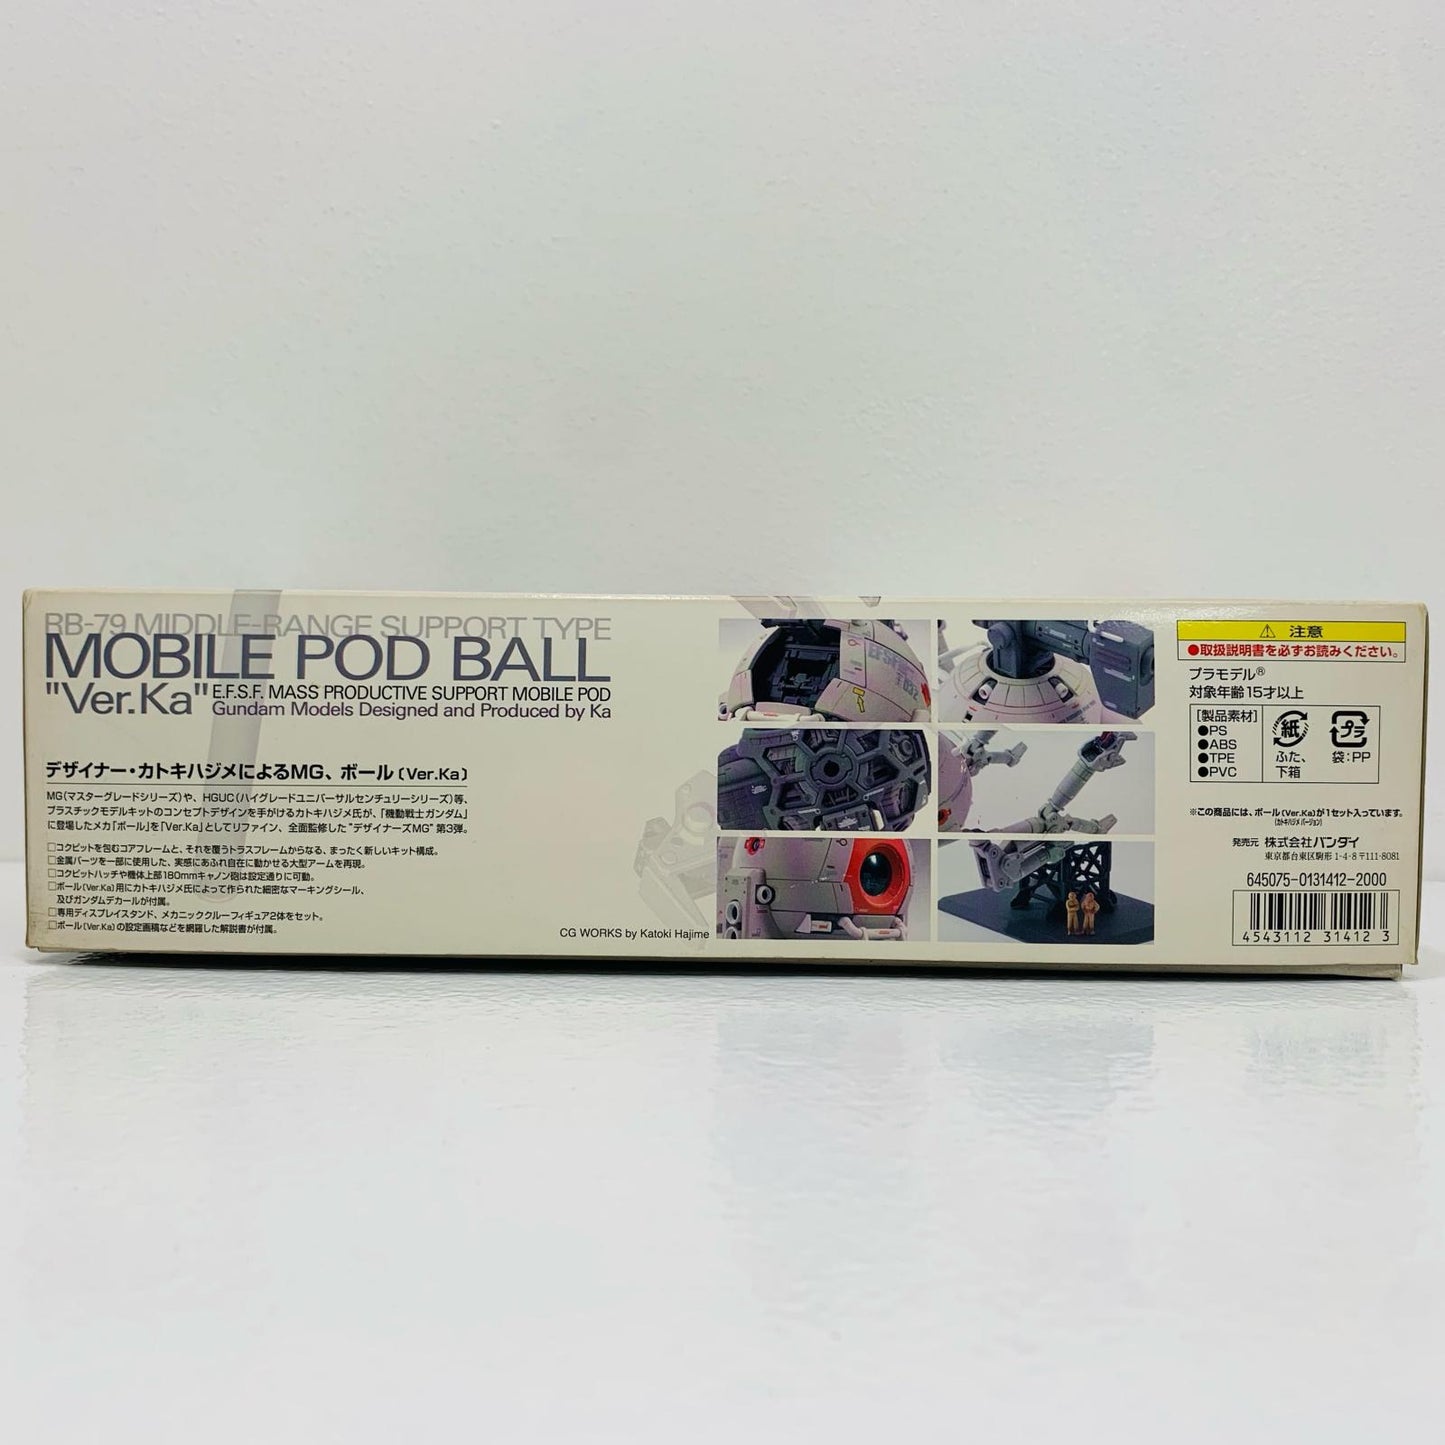 RB-79 MIDDLE-RANGE SUPPORT TYPE
MOBILE POD BALL
"Ver.Ka" E.F.S.F. MASS PRODUCTIVE SUPPORT MOBILE POD
Gundam Models Designed and Produced by Ka
デザイナー・カトキハジメによるMG、ボール〔Ver.Ka〕
MG(マスターグレードシリーズ)や、HGUC(ハイグレードユニバーサルセンチュリーシリーズ)等、
プラスチックモデルキットのコンセプトデザインを手がけるカトキハジメ氏が、「機動戦士ガンダム」
に登場したメカ「ボール」を「Ver.Ka」としてリファイン、全面監修した"デザイナーズMG"第3弾。
□コクピットを包むコアフレームと、それを覆うトラスフレームからなる、まったく新しいキット構成。
□金属パーツを一部に使用した、実感にあふれ自在に動かせる大型アームを再現。
□コクピットハッチや機体上部180mmキャノン砲は設定通りに可動。
□ボール〔Ver.Ka〕用にカトキハジメ氏によって作られた細密なマーキングシール、
及びガンダムデカールが付属。
□専用ディスプレイスタンド、メカニッククルーフィギュア2体をセット。
□ボール〔Ver.Ka〕の設定画稿などを網羅した解説書が付属。
CG WORKS by Katoki Hajime
EFSF
032
⚠ 注意
●取扱説明書を必ずお読みください。
プラモデル®
対象年齢15才以上
[製品素材]
●PS
●ABS
●TPE
●PVC
紙
ふた、
下箱
プラ
袋:PP
※この商品には、ボール〔Ver.Ka〕が1セット入っています。
(カトキハジメ バージョン)
発売元 株式会社 バンダイ
東京都台東区駒形 1-4-8 〒111-8081
645075-0131412-2000
4543112 31412 3